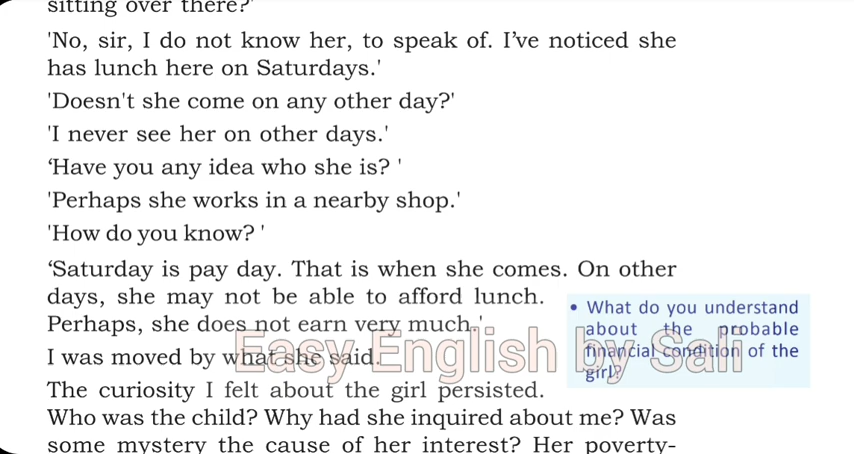 sitting over there?'
'No, sir, I do not know her, to speak of. I've noticed she
has lunch here on Saturdays.'
'Doesn't she come on any other day?'
'I never see her on other days.'
'Have you any idea who she is? '
'Perhaps she works in a nearby shop.'
'How do you know? '
'Saturday is pay day. That is when she comes. On other
days, she may not be able to afford lunch.
Perhaps, she does not earn very much.'
I was moved by what she said.
The curiosity I felt about the girl persisted.
Who was the child? Why had she inquired about me? Was
some mystery the cause of her interest? Her poverty-
• What do you understand
about the probable
financial condition of the
girl?
Easy English by Sali